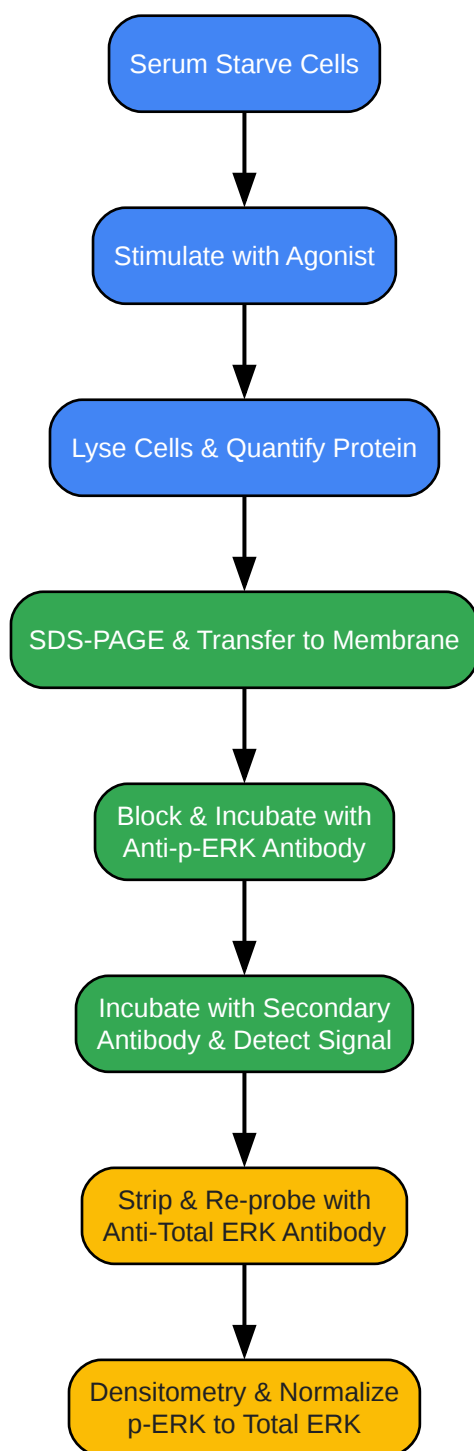 Serum Starve Cells
Stimulate with Agonist
Lyse Cells & Quantify Protein
SDS-PAGE & Transfer to Membrane
Block & Incubate with
Anti-p-ERK Antibody
Incubate with Secondary
Antibody & Detect Signal
Strip & Re-probe with
Anti-Total ERK Antibody
Densitometry & Normalize
p-ERK to Total ERK